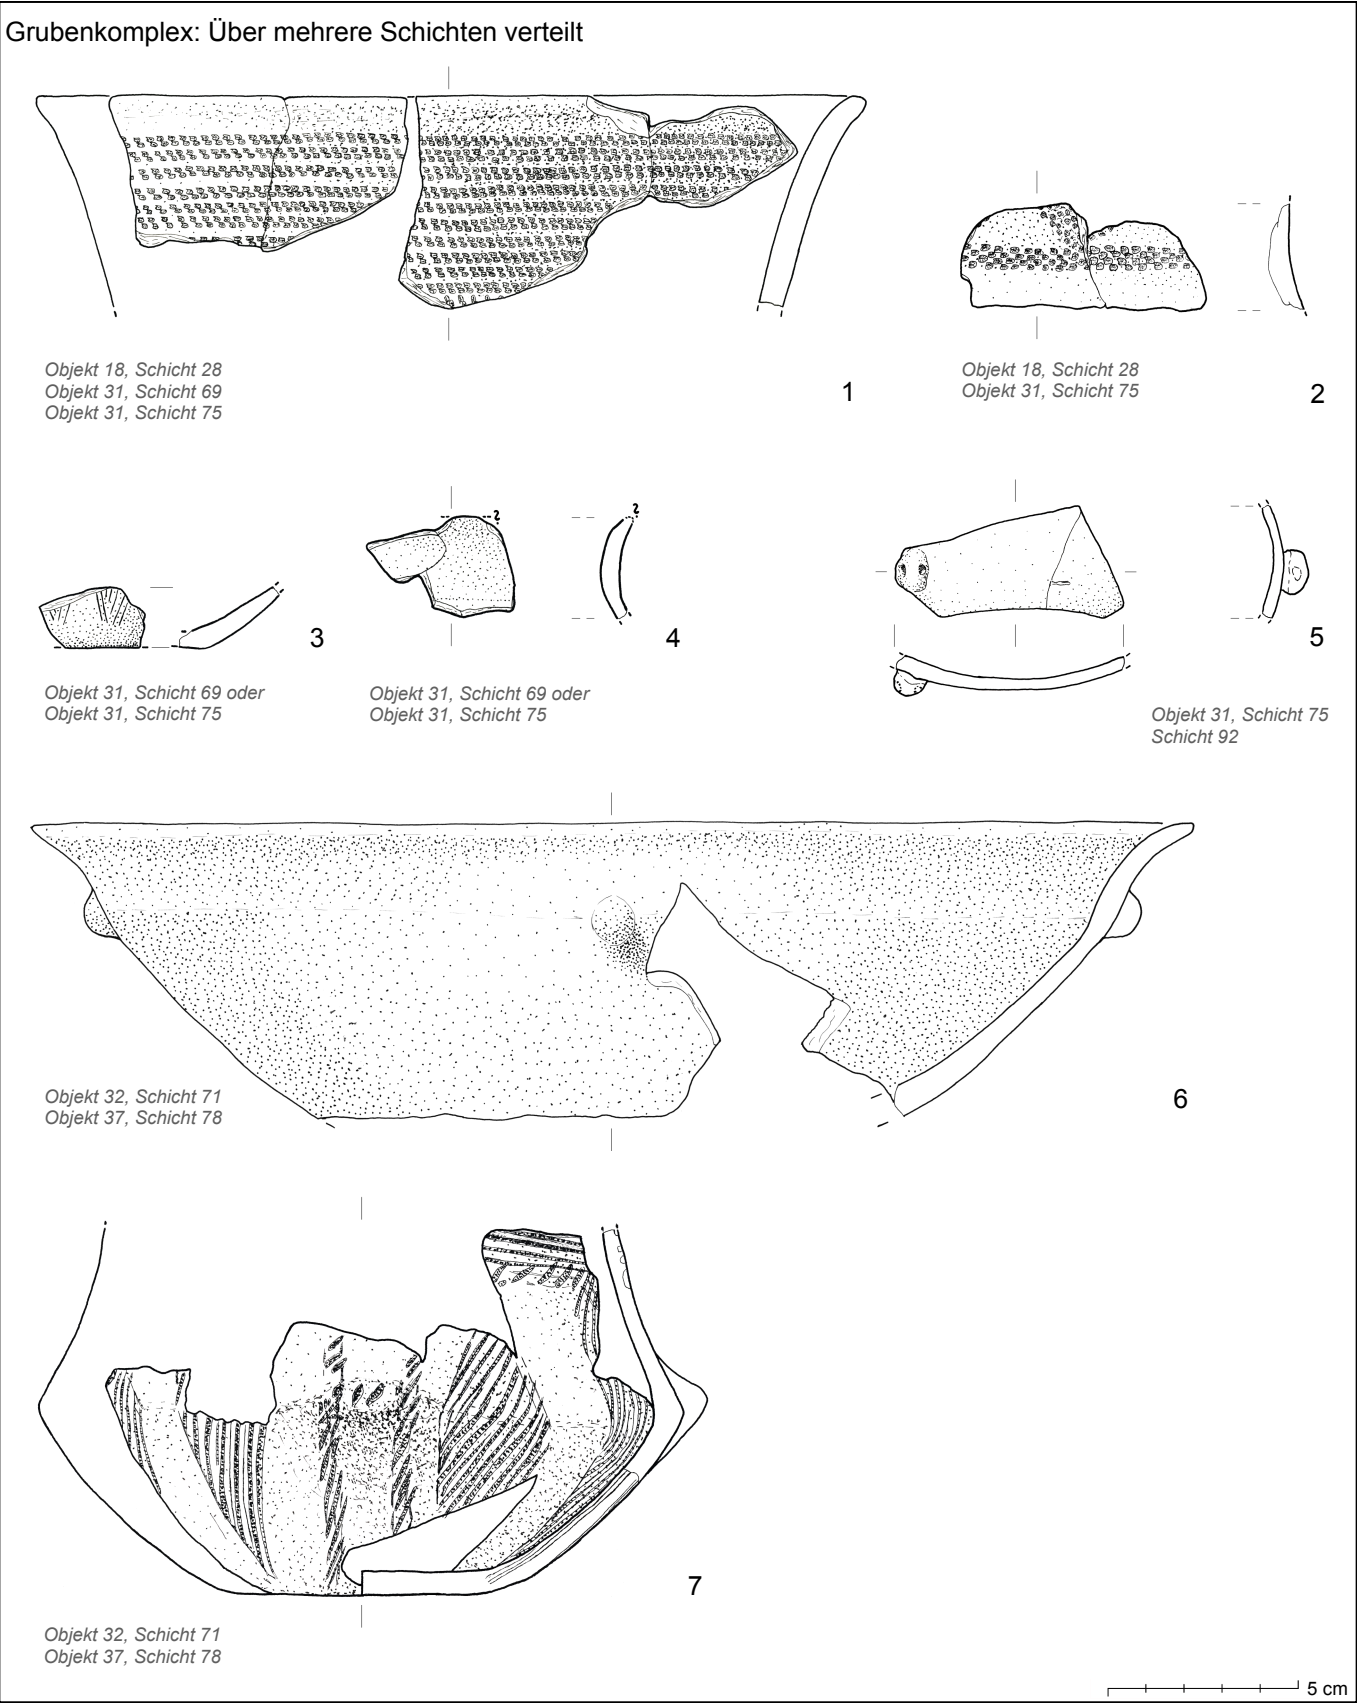 Grubenkomplex: Über mehrere Schichten verteilt
Objekt 18, Schicht 28
Objekt 31, Schicht 69
Objekt 31, Schicht 75
1
Objekt 18, Schicht 28
Objekt 31, Schicht 75
2
?
?
3
4
5
Objekt 31, Schicht 69 oder
Objekt 31, Schicht 75
Objekt 31, Schicht 69 oder
Objekt 31, Schicht 75
Objekt 31, Schicht 75
Schicht 92
Objekt 32, Schicht 71
Objekt 37, Schicht 78
6
7
Objekt 32, Schicht 71
Objekt 37, Schicht 78
5 cm